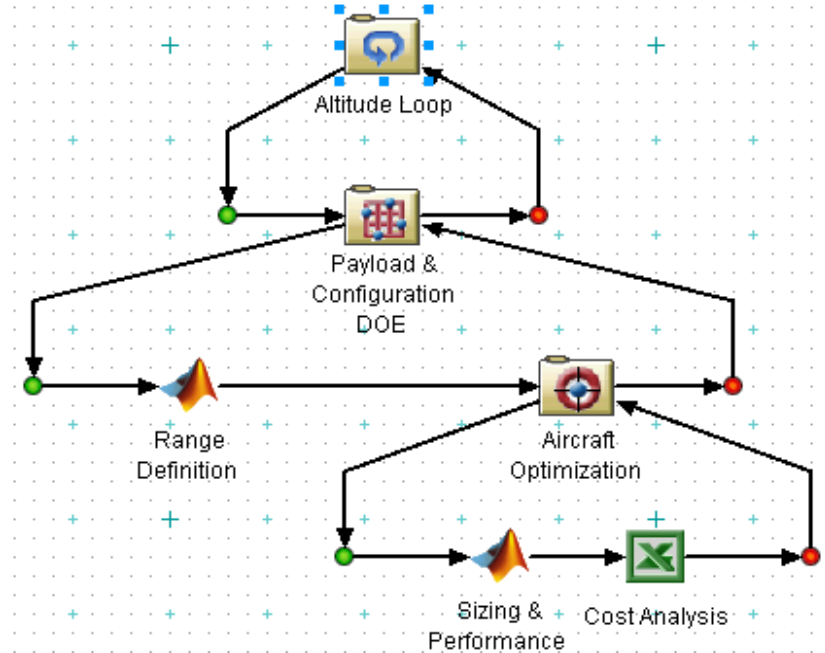 Altitude Loop
Payload &
Configuration
DOE
Range
Definition
Aircraft
Optimization
Sizing &
Performance
Cost Analysis